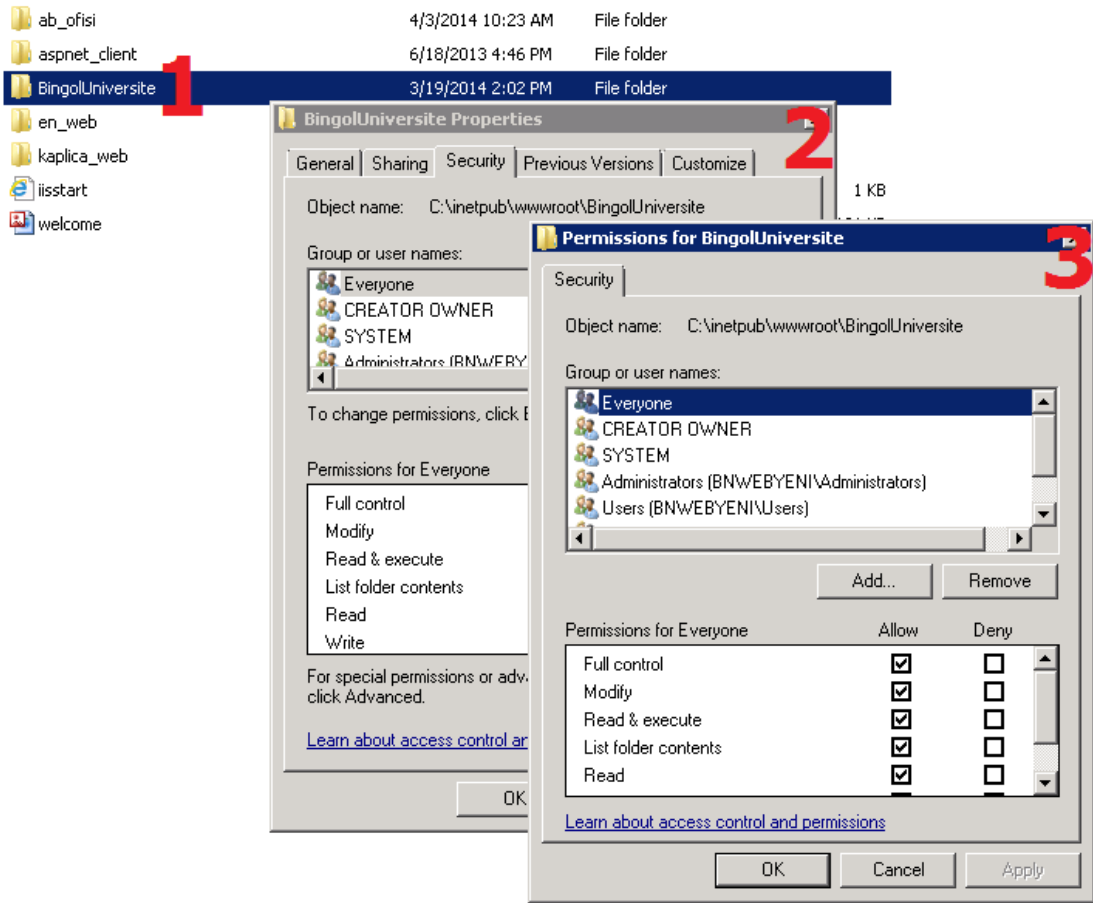 ab_ofisi 4/3/2014 10:23 AM File folder
aspnet_client 6/18/2013 4:46 PM File folder
BingolUniversite 3/19/2014 2:02 PM File folder
1
en_web
kaplica_web
iisstart 1 KB
welcome
BingolUniversite Properties
2
General Sharing Security Previous Versions Customize
Object name: C:\inetpub\wwwroot\BingolUniversite
Group or user names:
Everyone
CREATOR OWNER
SYSTEM
Administrators (BNWEBY
To change permissions, click E
Permissions for Everyone
Full control
Modify
Read & execute
List folder contents
Read
Write
For special permissions or adv
click Advanced.
Learn about access control an
OK
Permissions for BingolUniversite
3
Security
Object name: C:\inetpub\wwwroot\BingolUniversite
Group or user names:
Everyone
CREATOR OWNER
SYSTEM
Administrators (BNWEBYENI\Administrators)
Users (BNWEBYENI\Users)
Add... Remove
Permissions for Everyone Allow Deny
Full control
Modify
Read & execute
List folder contents
Read
Learn about access control and permissions
OK Cancel Apply